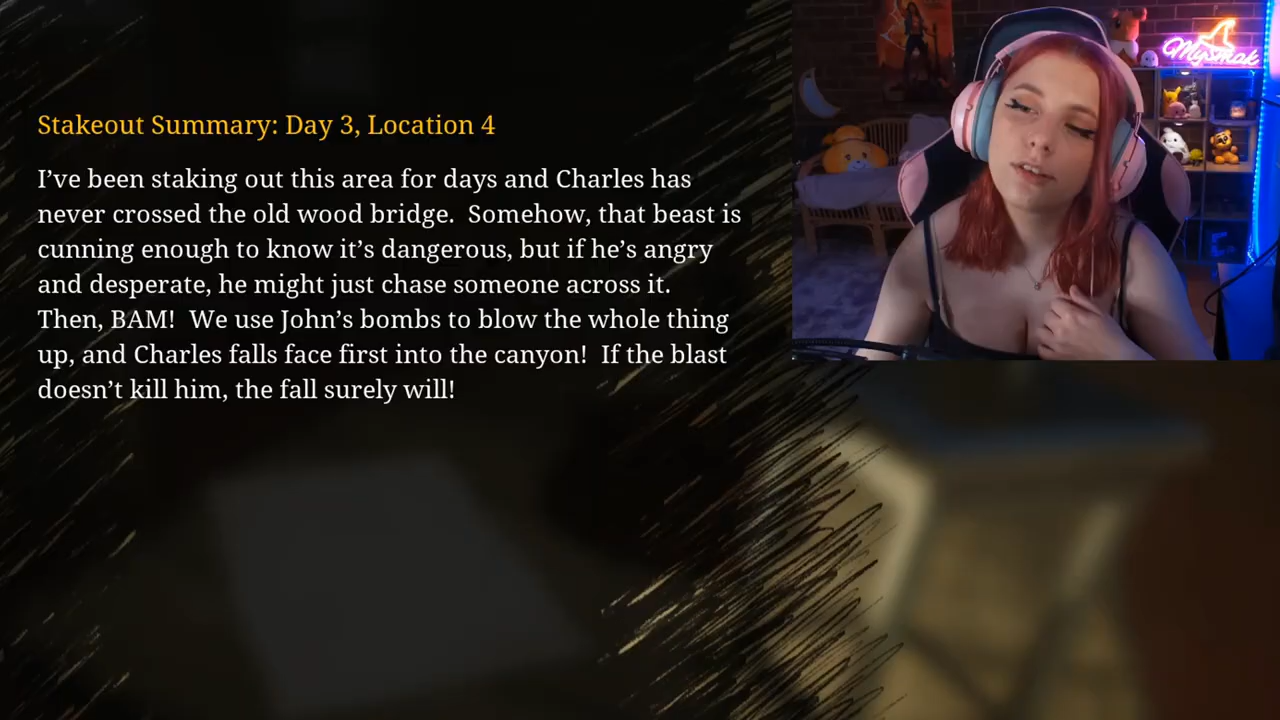 Stakeout Summary: Day 3, Location 4
I’ve been staking out this area for days and Charles has
never crossed the old wood bridge.  Somehow, that beast is
cunning enough to know it’s dangerous, but if he’s angry
and desperate, he might just chase someone across it.
Then, BAM!  We use John’s bombs to blow the whole thing
up, and Charles falls face first into the canyon!  If the blast
doesn’t kill him, the fall surely will!